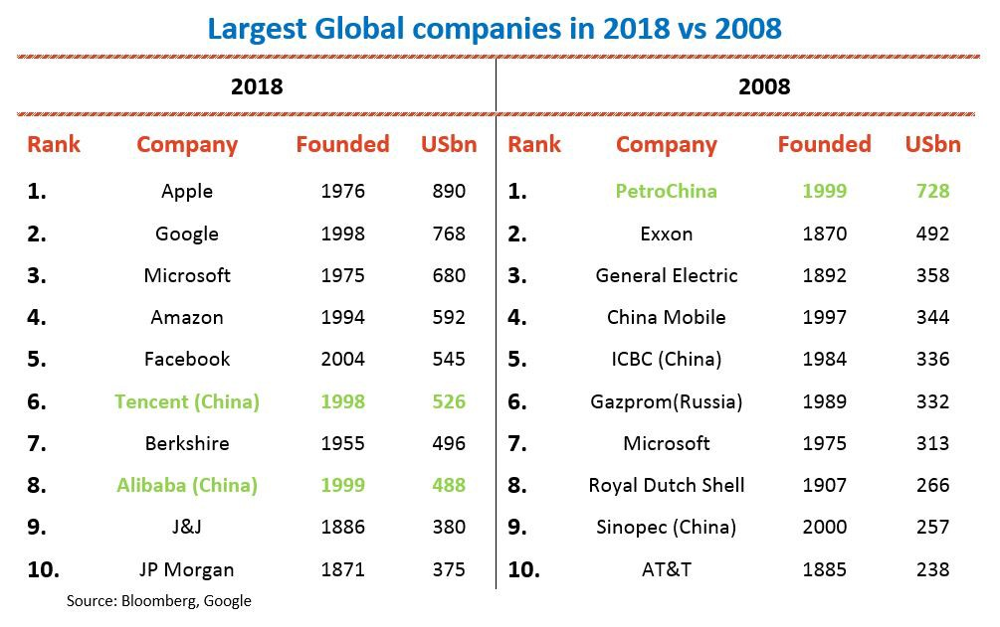 Largest Global companies in 2018 vs 2008
2018 2008
Rank Company Founded USbn Rank Company Founded USbn
1. Apple 1976 890 1. PetroChina 1999 728
2. Google 1998 768 2. Exxon 1870 492
3. Microsoft 1975 680 3. General Electric 1892 358
4. Amazon 1994 592 4. China Mobile 1997 344
5. Facebook 2004 545 5. ICBC (China) 1984 336
6. Tencent (China) 1998 526 6. Gazprom(Russia) 1989 332
7. Berkshire 1955 496 7. Microsoft 1975 313
8. Alibaba (China) 1999 488 8. Royal Dutch Shell 1907 266
9. J&J 1886 380 9. Sinopec (China) 2000 257
10. JP Morgan 1871 375 10. AT&T 1885 238
Source: Bloomberg, Google